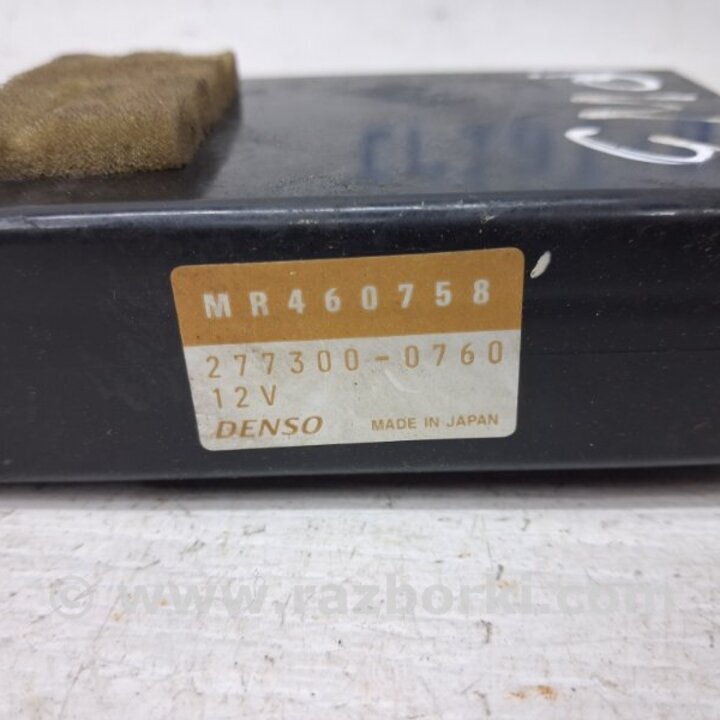 MR460758
277300-0760
12V
DENSO MADE IN JAPAN
© www.razborki.com